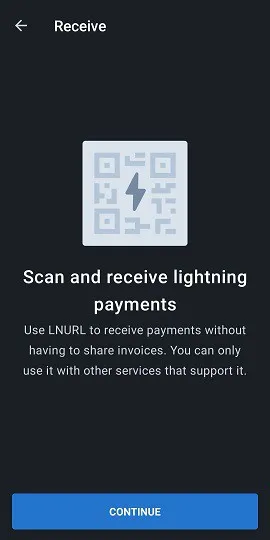 Receive
Scan and receive lightning
payments
Use LNURL to receive payments without
having to share invoices. You can only
use it with other services that support it.
CONTINUE